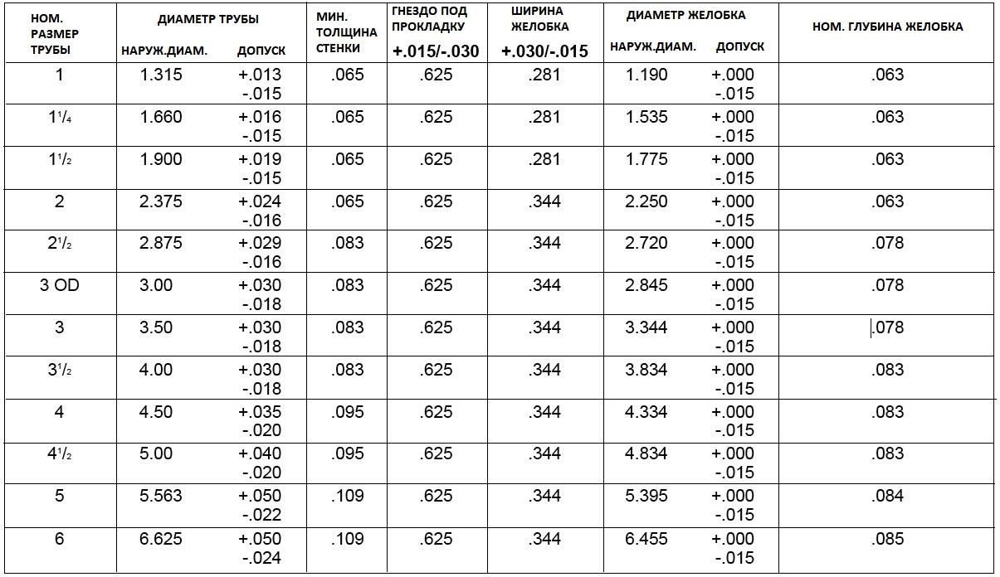 НОМ. РАЗМЕР ТРУБЫ
ДИАМЕТР ТРУБЫ
НАРУЖ.ДИАМ. ДОПУСК
МИН. ТОЛЩИНА СТЕНКИ
ГНЕЗДО ПОД ПРОКЛАДКУ
+.015/-.030
ШИРИНА ЖЕЛОБКА
+.030/-.015
ДИАМЕТР ЖЕЛОБКА
НАРУЖ.ДИАМ. ДОПУСК
НОМ. ГЛУБИНА ЖЕЛОБКА
1 1.315 +.013 .065 .625 .281 1.190 +.000 .063
-.015 -.015
1¹/₄ 1.660 +.016 .065 .625 .281 1.535 +.000 .063
-.015 -.015
1¹/₂ 1.900 +.019 .065 .625 .281 1.775 +.000 .063
-.015 -.015
2 2.375 +.024 .065 .625 .344 2.250 +.000 .063
-.016 -.015
2¹/₂ 2.875 +.029 .083 .625 .344 2.720 +.000 .078
-.016 -.015
3 OD 3.00 +.030 .083 .625 .344 2.845 +.000 .078
-.018 -.015
3 3.50 +.030 .083 .625 .344 3.344 +.000 .078
-.018 -.015
3¹/₂ 4.00 +.030 .083 .625 .344 3.834 +.000 .083
-.018 -.015
4 4.50 +.035 .095 .625 .344 4.334 +.000 .083
-.020 -.015
4¹/₂ 5.00 +.040 .095 .625 .344 4.834 +.000 .083
-.020 -.015
5 5.563 +.050 .109 .625 .344 5.395 +.000 .084
-.022 -.015
6 6.625 +.050 .109 .625 .344 6.455 +.000 .085
-.024 -.015